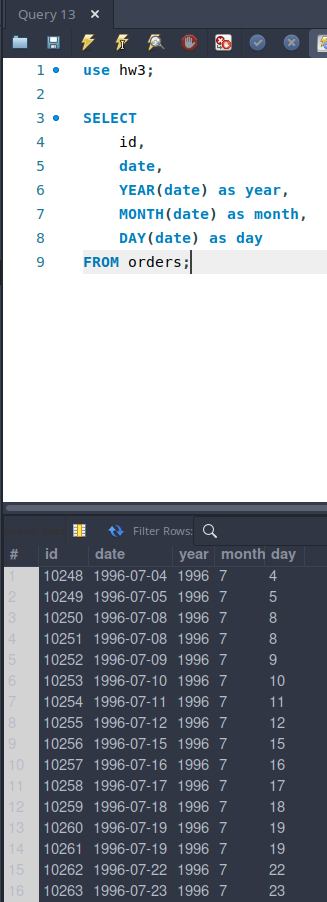 Query 13 ×
1 use hw3;
2
3 SELECT
4 id,
5 date,
6 YEAR(date) as year,
7 MONTH(date) as month,
8 DAY(date) as day
9 FROM orders;
Filter Rows:
# id date year month day
1 10248 1996-07-04 1996 7 4
2 10249 1996-07-05 1996 7 5
3 10250 1996-07-08 1996 7 8
4 10251 1996-07-08 1996 7 8
5 10252 1996-07-09 1996 7 9
6 10253 1996-07-10 1996 7 10
7 10254 1996-07-11 1996 7 11
8 10255 1996-07-12 1996 7 12
9 10256 1996-07-15 1996 7 15
10 10257 1996-07-16 1996 7 16
11 10258 1996-07-17 1996 7 17
12 10259 1996-07-18 1996 7 18
13 10260 1996-07-19 1996 7 19
14 10261 1996-07-19 1996 7 19
15 10262 1996-07-22 1996 7 22
16 10263 1996-07-23 1996 7 23